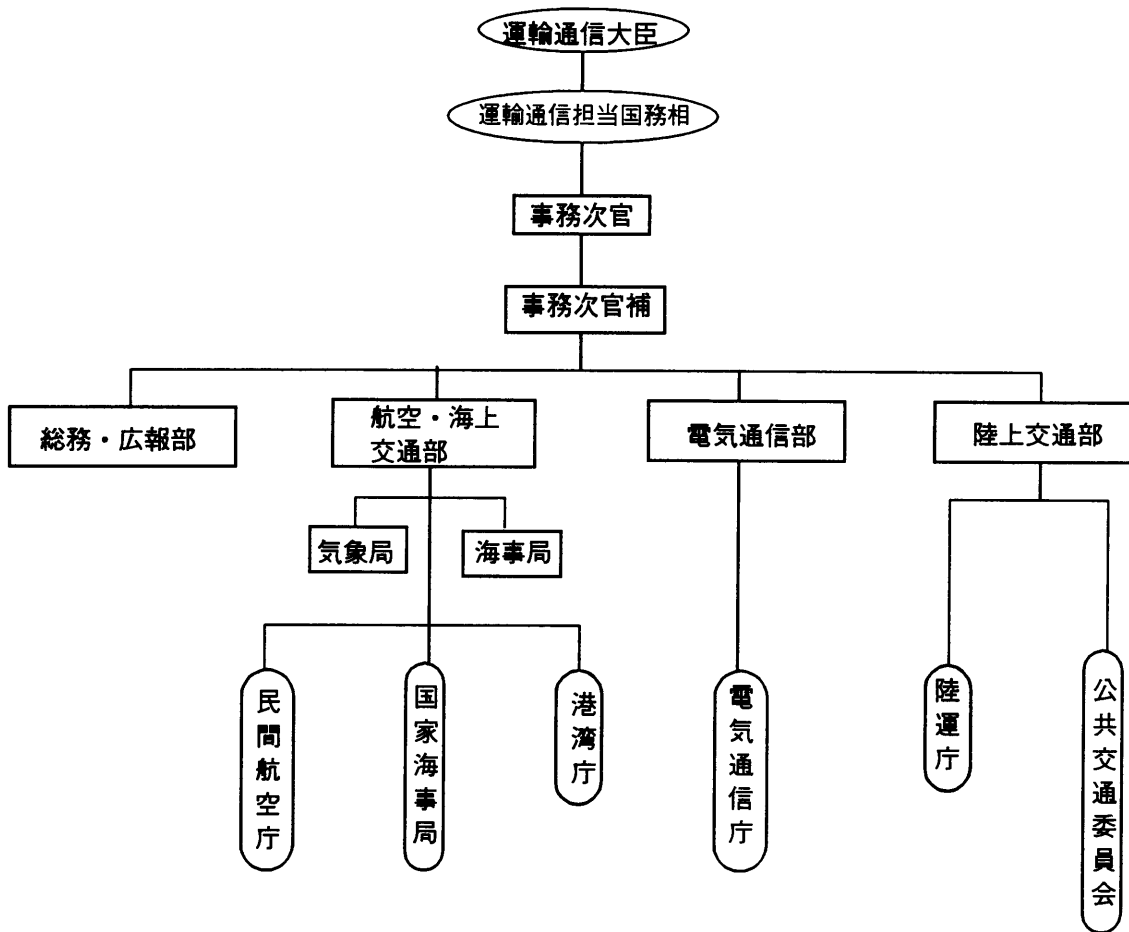 運輸通信大臣
運輸通信担当国務相
事務次官
事務次官補
総務・広報部
航空・海上
交通部
電気通信部
陸上交通部
気象局
海事局
民間航空庁
国家海事局
港湾庁
電気通信庁
陸運庁
公共交通委員会